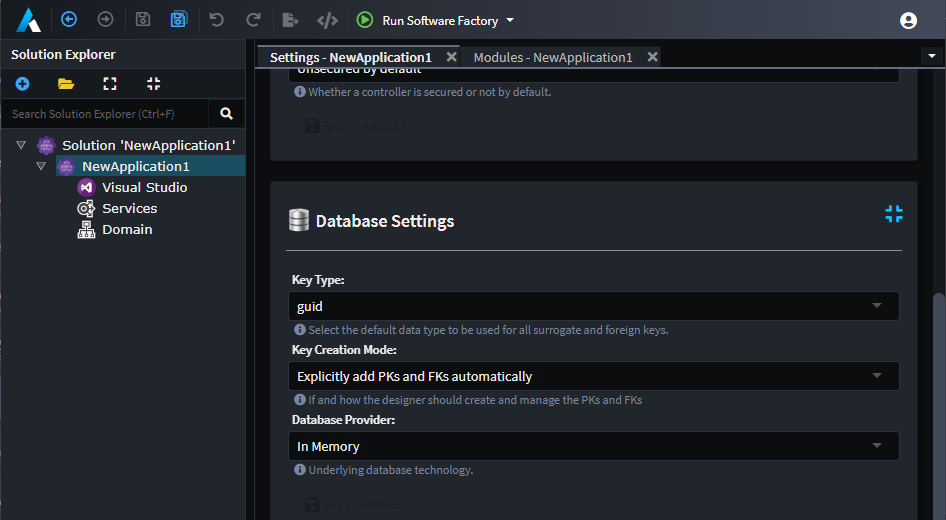 Run Software Factory
Solution Explorer
Settings - NewApplication1
Modules - NewApplication1
Unsecured by default
Whether a controller is secured or not by default.
SAVE CHANGES
Search Solution Explorer (Ctrl+F)
Solution 'NewApplication1'
NewApplication1
Visual Studio
Services
Domain
Database Settings
Key Type:
guid
Select the default data type to be used for all surrogate and foreign keys.
Key Creation Mode:
Explicitly add PKs and FKs automatically
If and how the designer should create and manage the PKs and FKs
Database Provider:
In Memory
Underlying database technology.
SAVE CHANGES